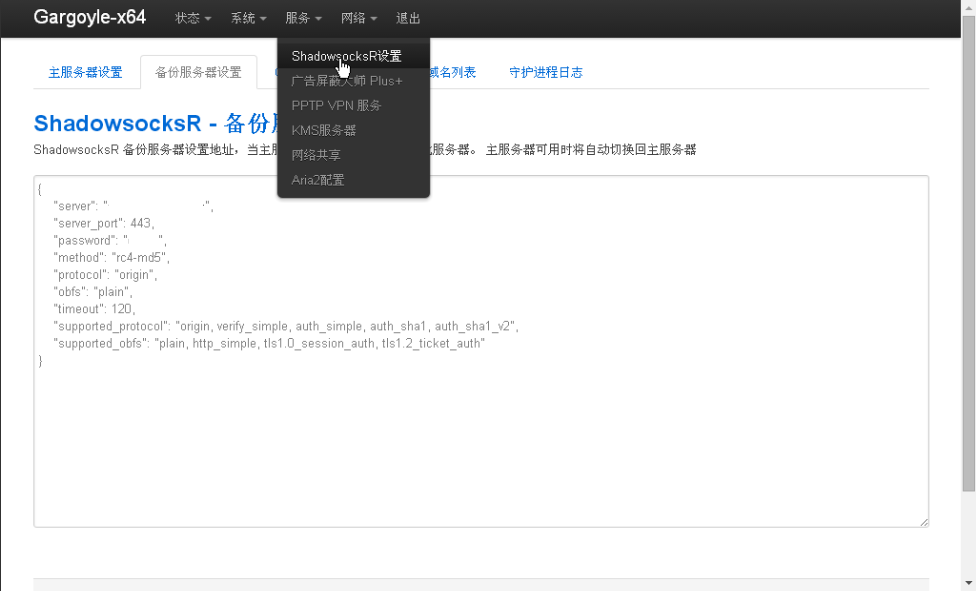 Gargoyle-x64 状态 系统 服务 网络 退出
ShadowsocksR设置
广告屏蔽大师 Plus+
PPTP VPN 服务
KMS服务器
网络共享
Aria2配置
主服务器设置 备份服务器设置 域名列表 守护进程日志
ShadowsocksR - 备份
ShadowsocksR 备份服务器设置地址，当主 服务器。 主服务器可用时将自动切换回主服务器
{
"server": " ",
"server_port": 443,
"password": " ",
"method": "rc4-md5",
"protocol": "origin",
"obfs": "plain",
"timeout": 120,
"supported_protocol": "origin, verify_simple, auth_simple, auth_sha1, auth_sha1_v2",
"supported_obfs": "plain, http_simple, tls1.0_session_auth, tls1.2_ticket_auth"
}